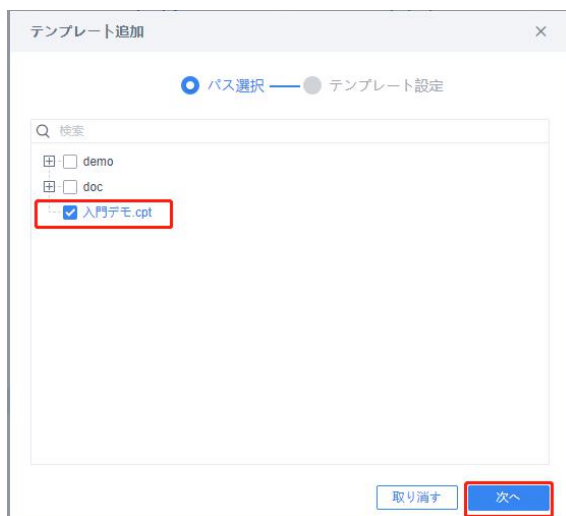 テンプレート追加
パス選択 テンプレート設定
検索
demo
doc
入門デモ.cpt
取り消す 次へ